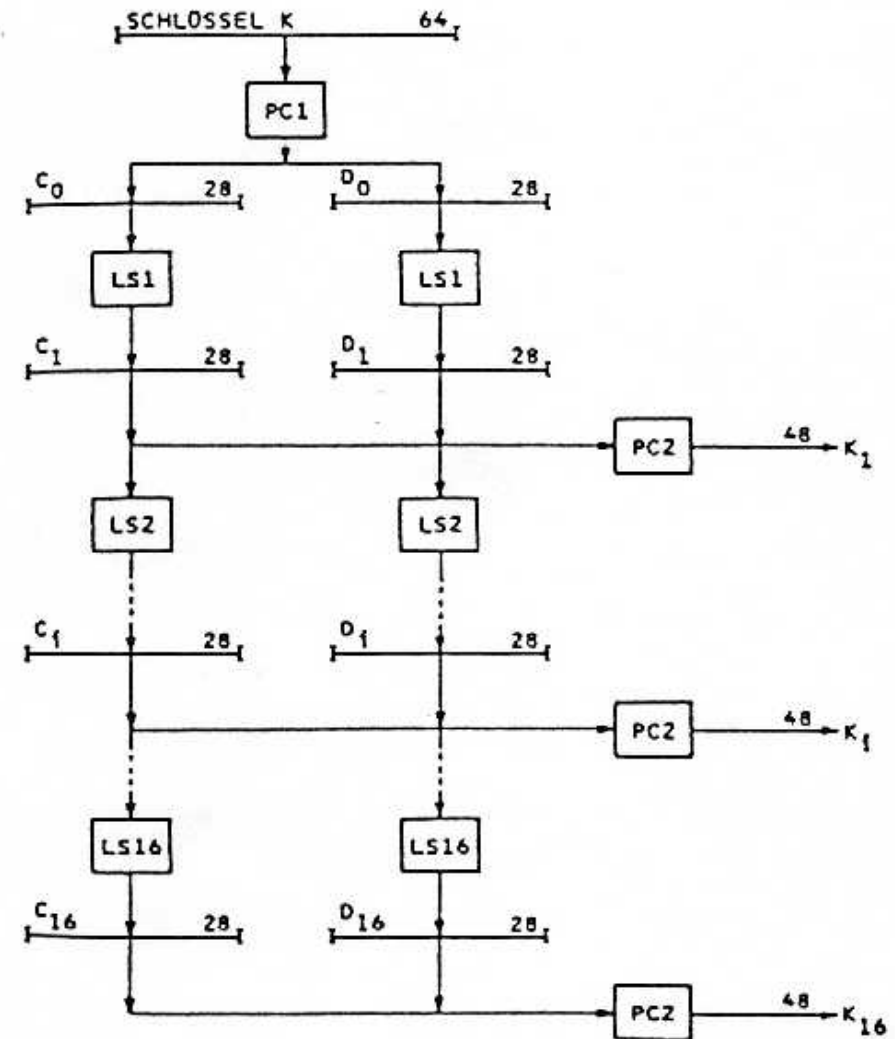 SCHLÜSSEL K 64
PC1
C0 28 D0 28
LS1 LS1
C1 28 D1 28
PC2 48 K1
LS2 LS2
Ci 28 Di 28
PC2 48 Ki
LS16 LS16
C16 28 D16 28
PC2 48 K16